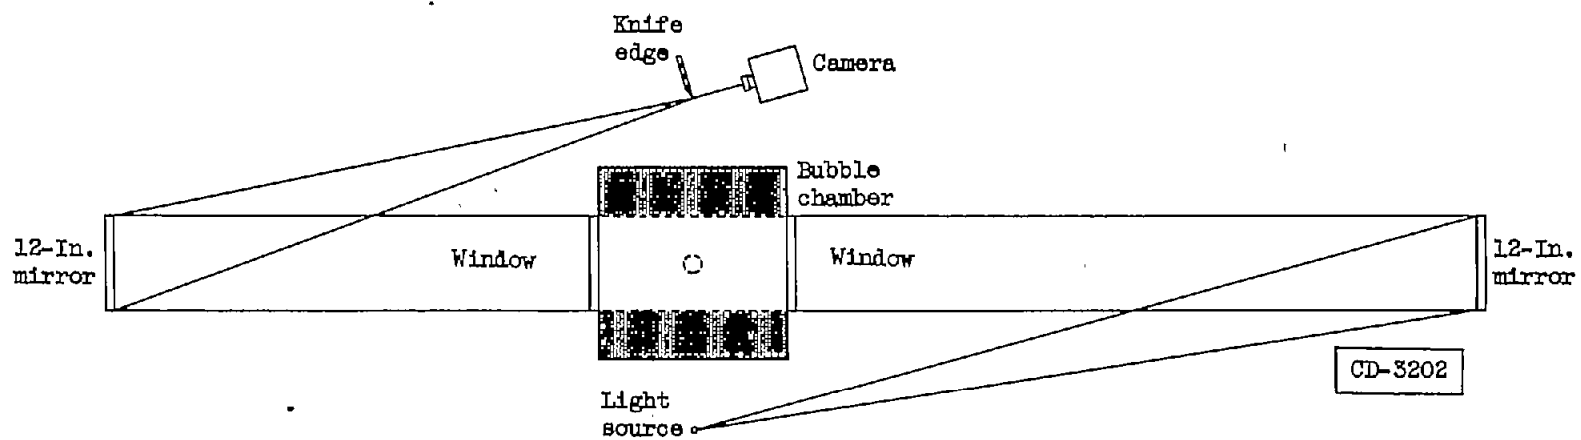 Knife
edge
Camera
Bubble
chamber
12-In.
mirror
Window
Window
12-In.
mirror
CD-3202
Light
source